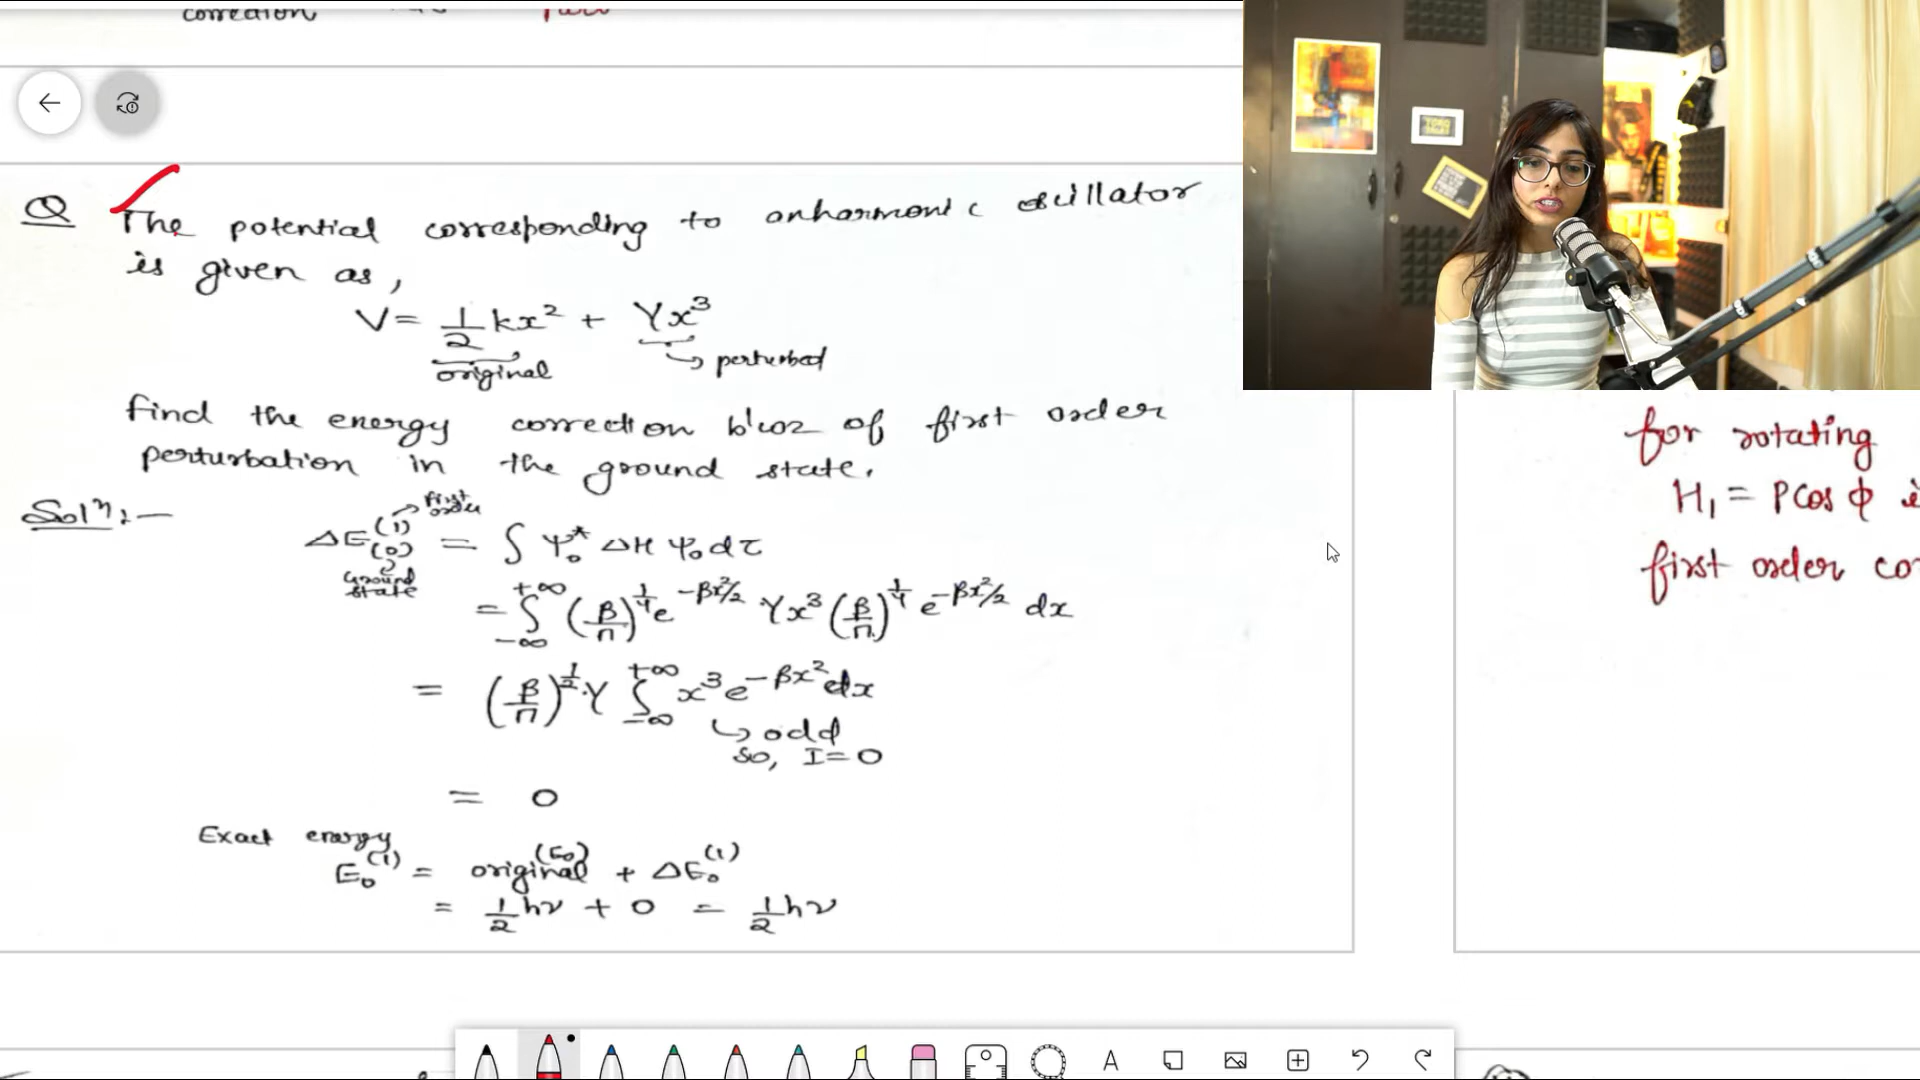 correction
Q The potential corresponding to anharmonic oscillator
is given as,
V = 1/2 kx² + γx³
original → perturbed
find the energy correction b'coz of first order
perturbation in the ground state.
Solⁿ:—
→ first order
ΔE(0)^(1) = ∫ ψ₀* ΔH ψ₀ dτ
Ground state
= ∫_{-∞}^{+∞} (β/π)^{1/4} e^{-βx²/2} · γx³ (β/π)^{1/4} e^{-βx²/2} dx
= (β/π)^{1/2} · γ ∫_{-∞}^{+∞} x³ e^{-βx²} dx
↳ odd
so, I = 0
= 0
Exact energy
E₀^(1) = original (E₀) + ΔE₀^(1)
= 1/2 hν + 0 = 1/2 hν
for rotating
H₁ = P cos φ
first order co
A